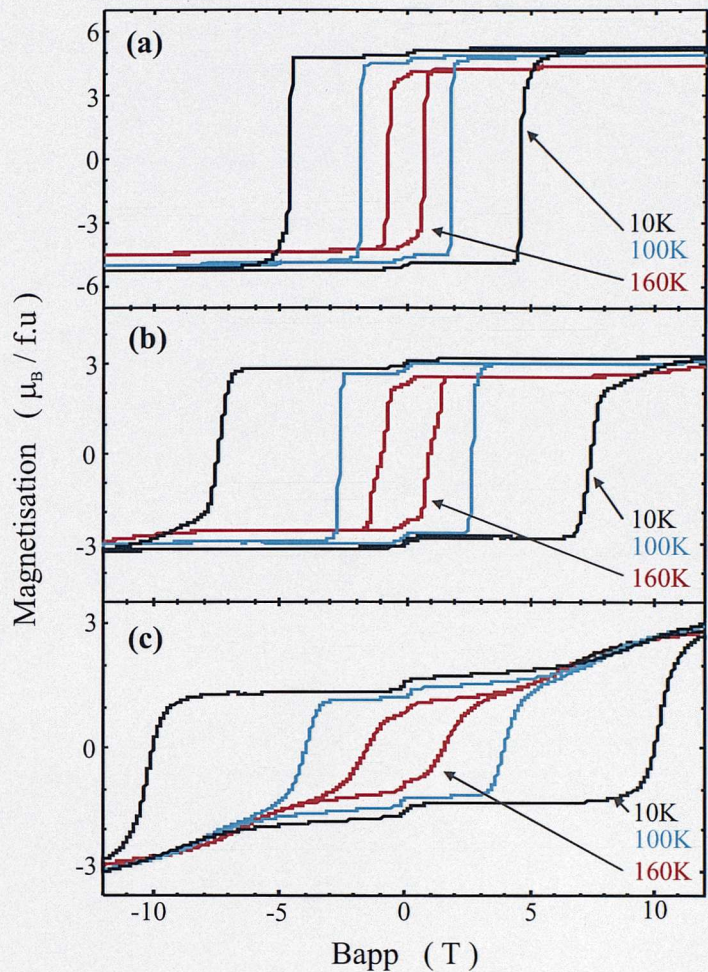 (a)
6
3
0
-3
-6
10K
100K
160K
(b)
3
0
-3
10K
100K
160K
(c)
3
0
-3
10K
100K
160K
-10 -5 0 5 10
Magnetisation ( μB / f.u )
Bapp ( T )